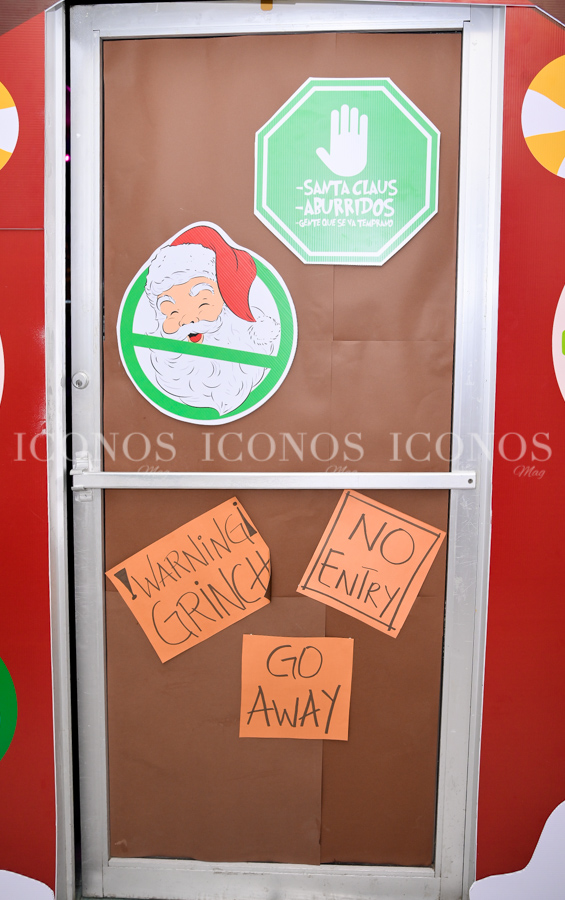 -SANTA CLAUS
-ABURRIDOS
-GENTE QUE SE VA TEMPRANO
ICONOS ICONOS ICONOS
Mag Mag Mag
!WARNING!
GRINCH
NO
ENTRY!
GO
AWAY